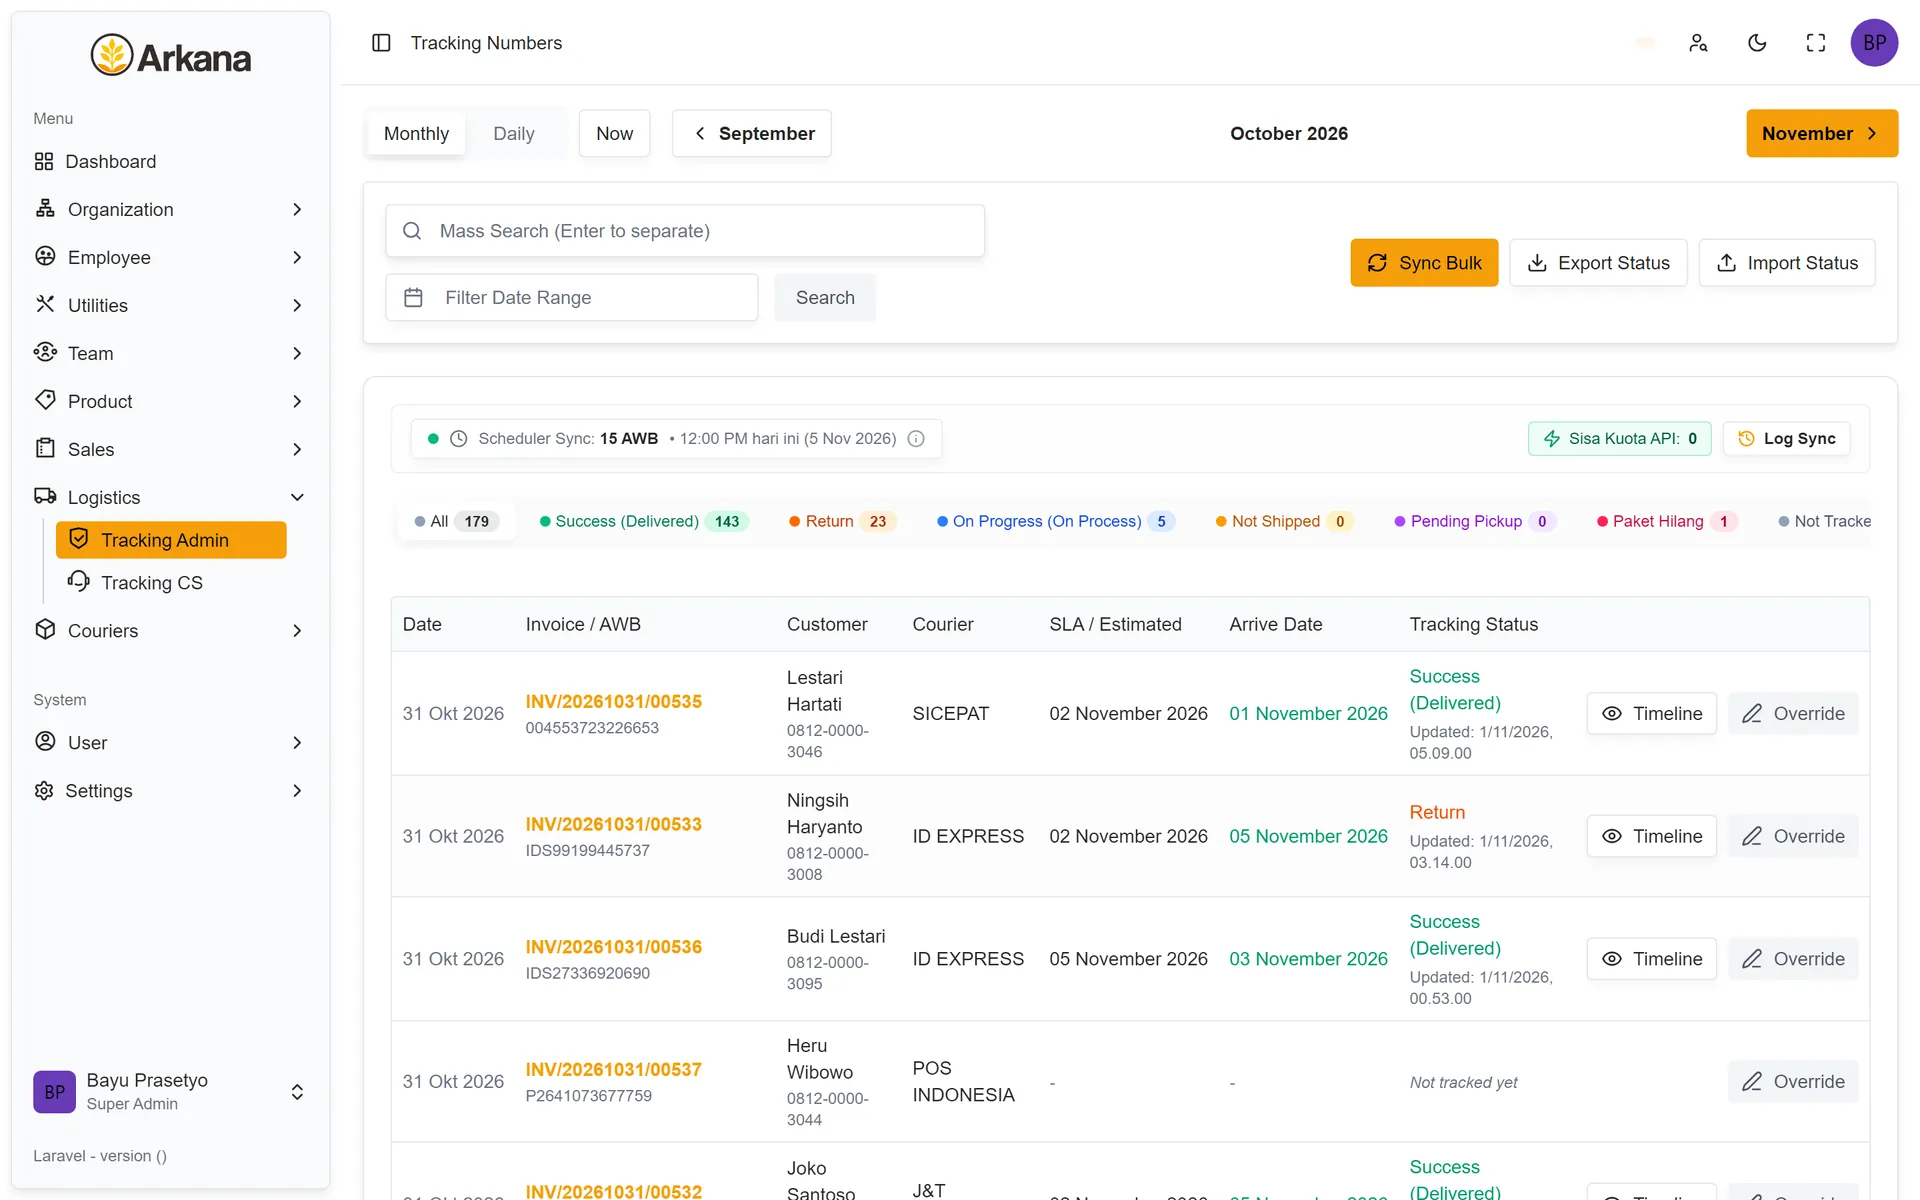 Arkana
Menu
Dashboard
Organization
Employee
Utilities
Team
Product
Sales
Logistics
Tracking Admin
Tracking CS
Couriers
System
User
Settings
BP
Bayu Prasetyo
Super Admin
Laravel - version ()
Tracking Numbers
BP
Monthly
Daily
Now
September
October 2026
November
Mass Search (Enter to separate)
Filter Date Range
Search
Sync Bulk
Export Status
Import Status
Scheduler Sync: 15 AWB • 12:00 PM hari ini (5 Nov 2026)
Sisa Kuota API: 0
Log Sync
All 179
Success (Delivered) 143
Return 23
On Progress (On Process) 5
Not Shipped 0
Pending Pickup 0
Paket Hilang 1
Not Tracke
Date Invoice / AWB Customer Courier SLA / Estimated Arrive Date Tracking Status
31 Okt 2026
INV/20261031/00535
004553723226653
Lestari
Hartati
0812-0000-
3046
SICEPAT
02 November 2026
01 November 2026
Success
(Delivered)
Updated: 1/11/2026,
05.09.00
Timeline
Override
31 Okt 2026
INV/20261031/00533
IDS99199445737
Ningsih
Haryanto
0812-0000-
3008
ID EXPRESS
02 November 2026
05 November 2026
Return
Updated: 1/11/2026,
03.14.00
Timeline
Override
31 Okt 2026
INV/20261031/00536
IDS27336920690
Budi Lestari
0812-0000-
3095
ID EXPRESS
05 November 2026
03 November 2026
Success
(Delivered)
Updated: 1/11/2026,
00.53.00
Timeline
Override
31 Okt 2026
INV/20261031/00537
P2641073677759
Heru
Wibowo
0812-0000-
3044
POS
INDONESIA
-
-
Not tracked yet
Override
INV/20261031/00532
Joko
Santoso
J&T
Success
(Delivered)